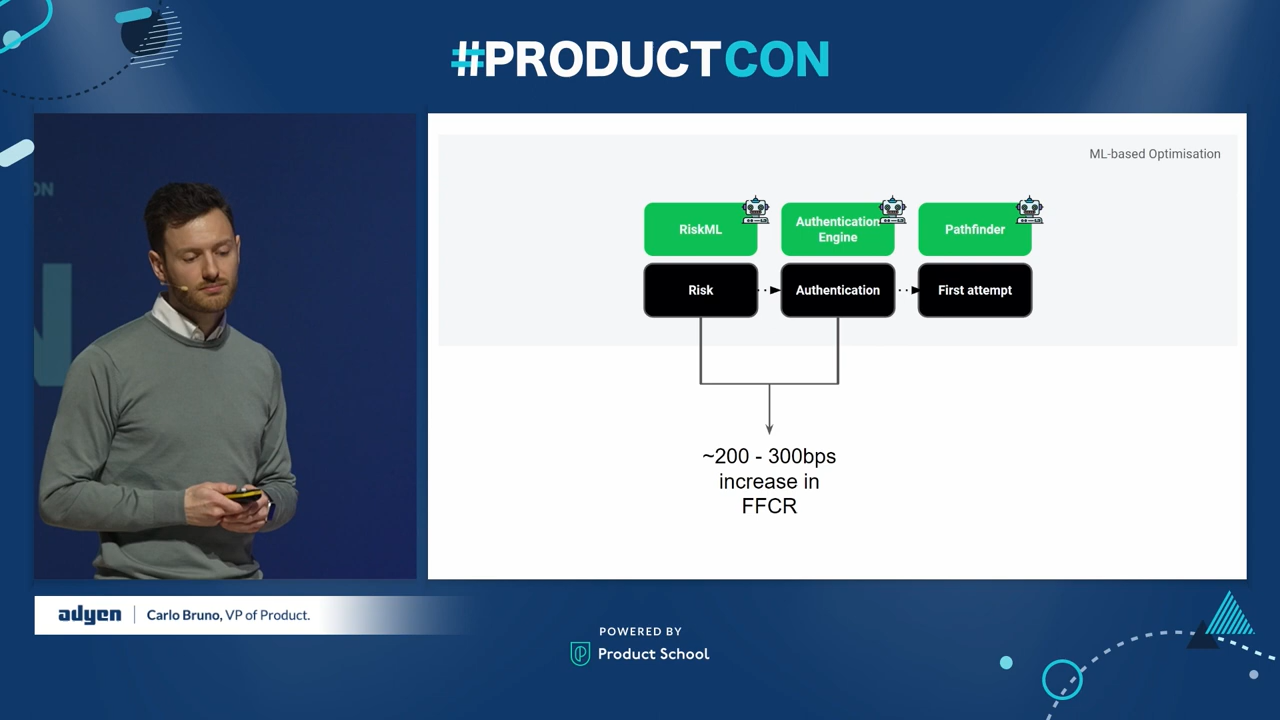 #PRODUCTCON
ON
N
ML-based Optimisation
RiskML
Authentication
Engine
Pathfinder
Risk
Authentication
First attempt
~200 - 300bps
increase in
FFCR
adyen
Carlo Bruno, VP of Product.
POWERED BY
Product School